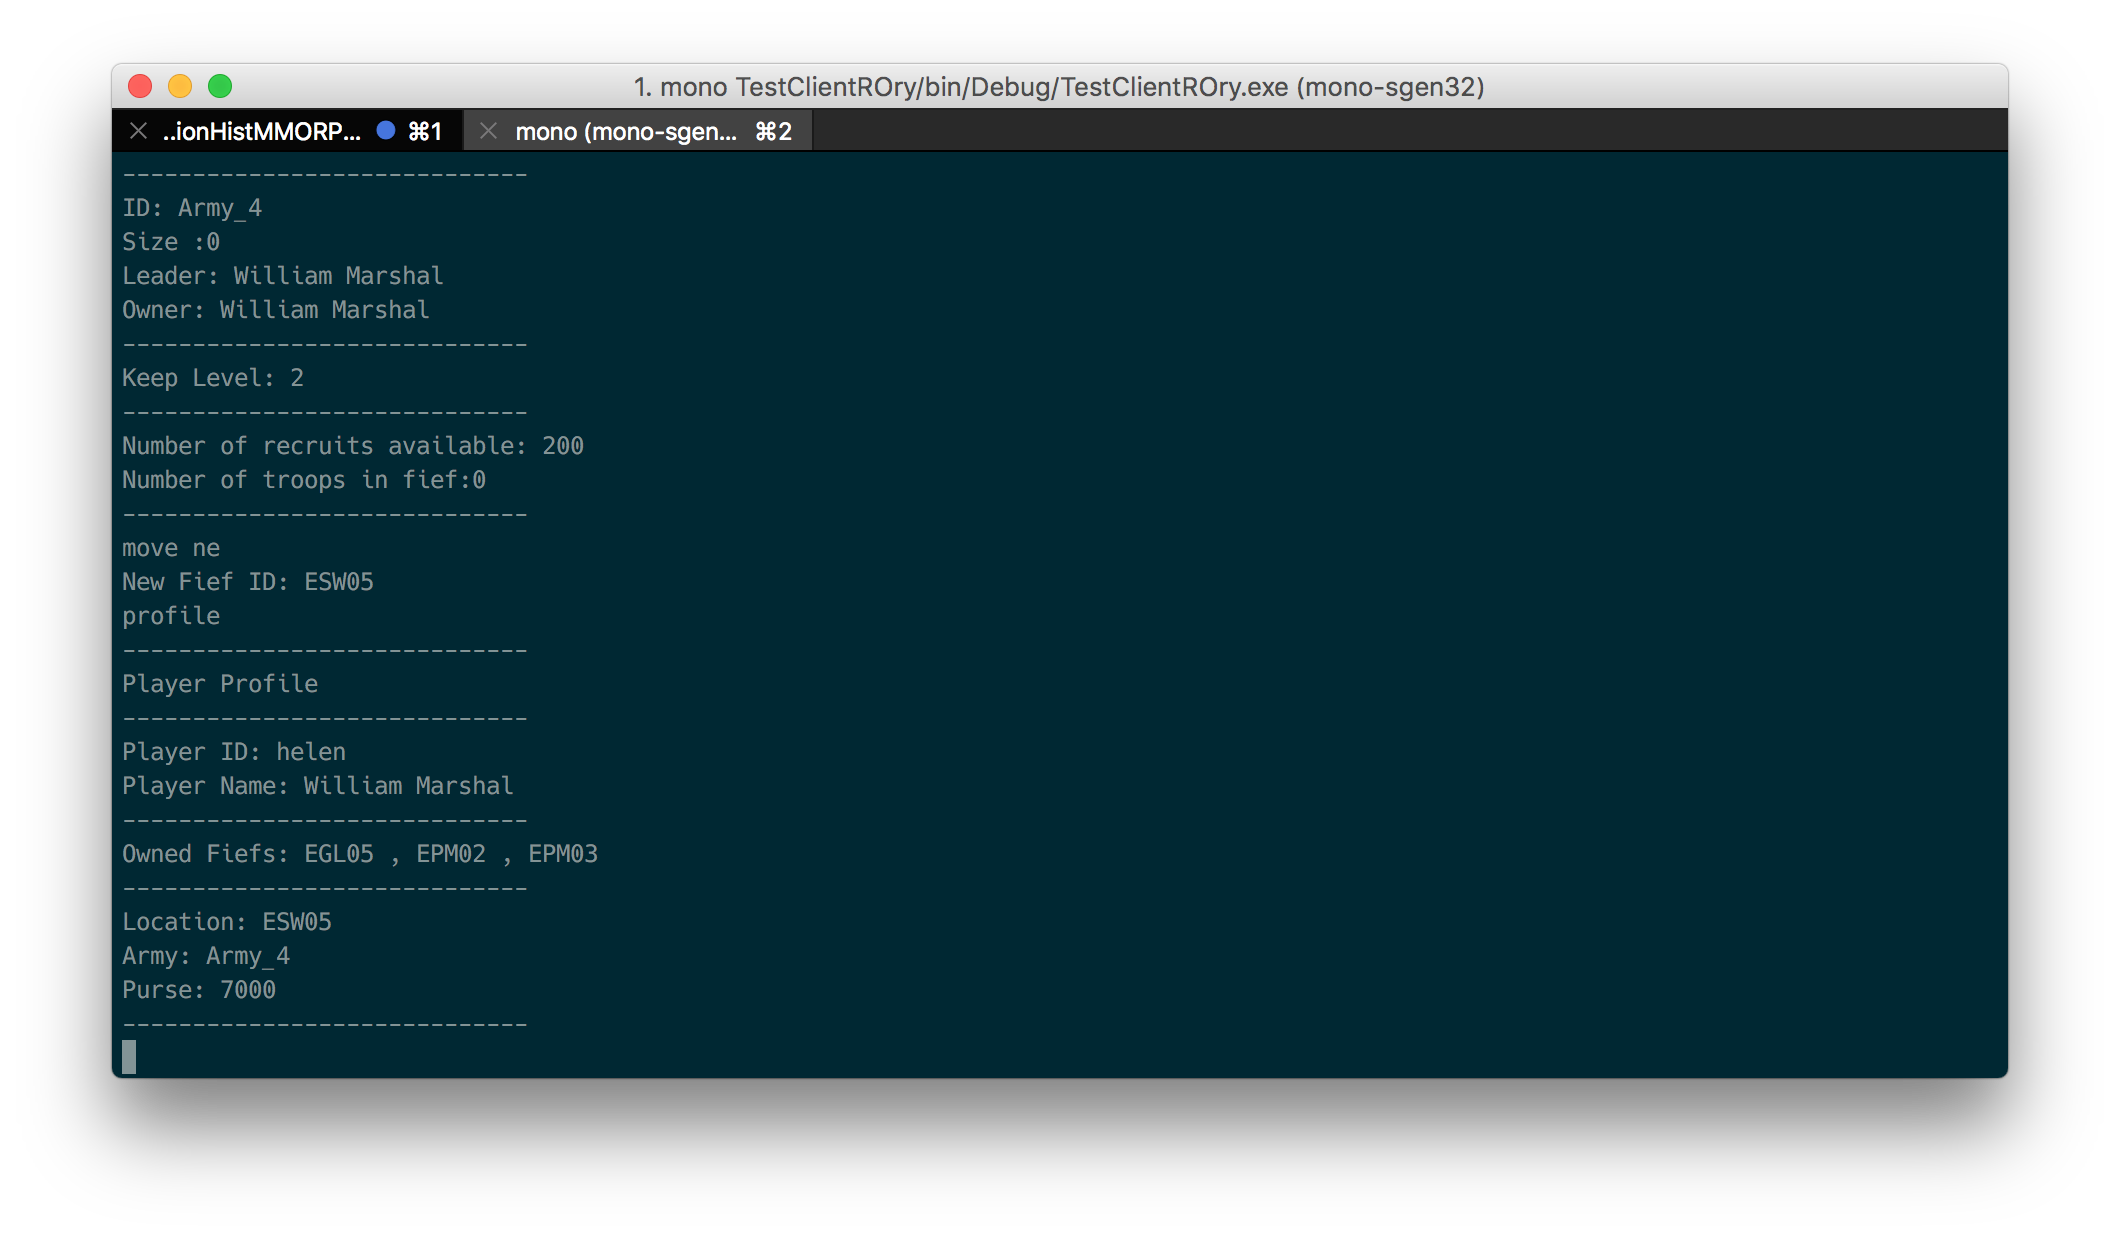 1. mono TestClientROry/bin/Debug/TestClientROry.exe (mono-sgen32)
..ionHistMMORP... ⌘1 mono (mono-sgen... ⌘2
-----------------------------
ID: Army_4
Size :0
Leader: William Marshal
Owner: William Marshal
-----------------------------
Keep Level: 2
-----------------------------
Number of recruits available: 200
Number of troops in fief:0
-----------------------------
move ne
New Fief ID: ESW05
profile
-----------------------------
Player Profile
-----------------------------
Player ID: helen
Player Name: William Marshal
-----------------------------
Owned Fiefs: EGL05 , EPM02 , EPM03
-----------------------------
Location: ESW05
Army: Army_4
Purse: 7000
-----------------------------